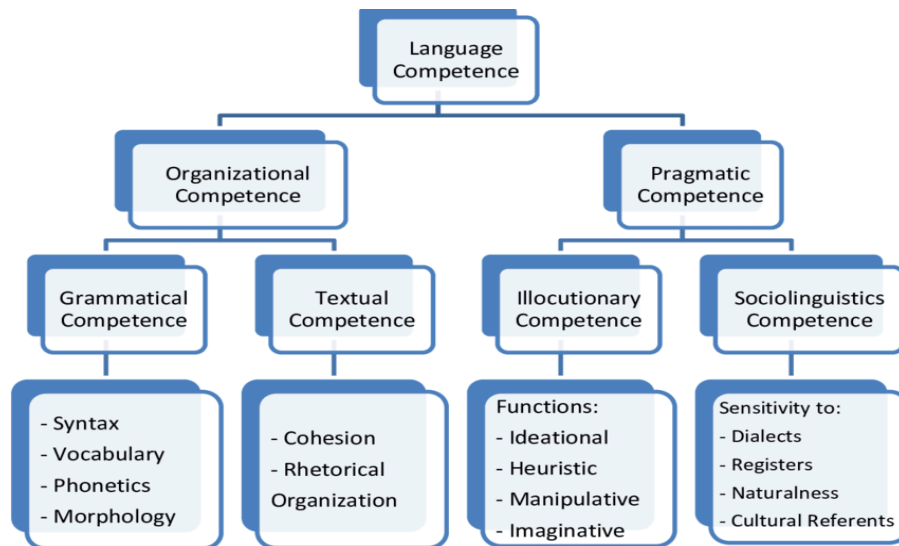 Language
Competence
Organizational
Competence
Pragmatic
Competence
Grammatical
Competence
Textual
Competence
Illocutionary
Competence
Sociolinguistics
Competence
- Syntax
- Vocabulary
- Phonetics
- Morphology
- Cohesion
- Rhetorical
Organization
Functions:
- Ideational
- Heuristic
- Manipulative
- Imaginative
Sensitivity to:
- Dialects
- Registers
- Naturalness
- Cultural Referents